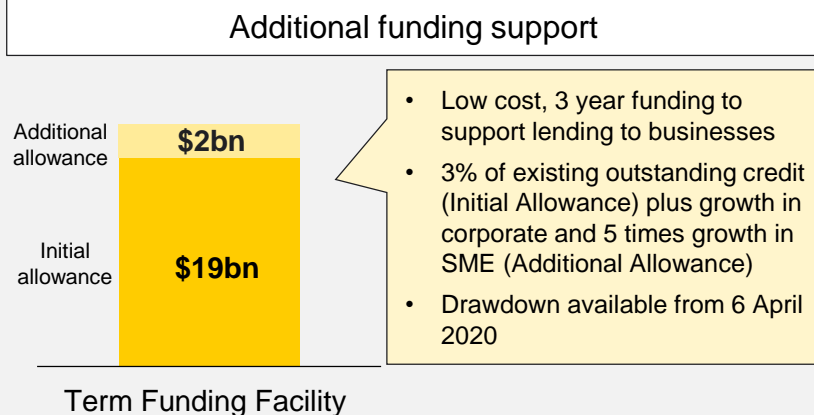 Additional funding support
Additional
allowance
$2bn
Initial
allowance
$19bn
• Low cost, 3 year funding to
support lending to businesses
• 3% of existing outstanding credit
(Initial Allowance) plus growth in
corporate and 5 times growth in
SME (Additional Allowance)
• Drawdown available from 6 April
2020
Term Funding Facility